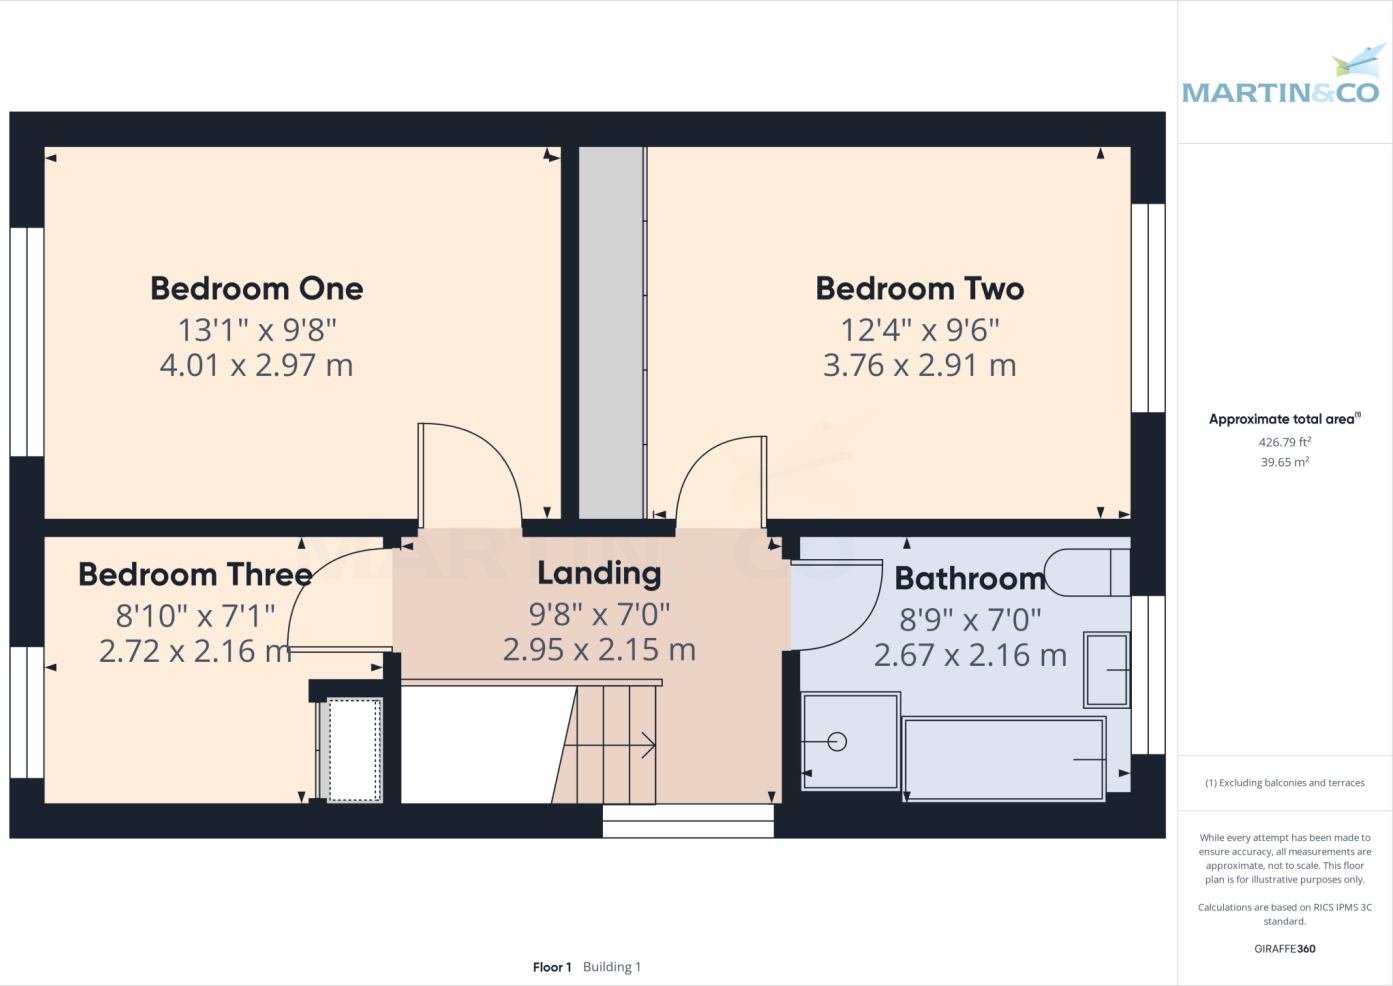 MARTIN&CO
Bedroom One
13'1" x 9'8"
4.01 x 2.97 m
Bedroom Two
12'4" x 9'6"
3.76 x 2.91 m
Bedroom Three
8'10" x 7'1"
2.72 x 2.16 m
MARTIN&CO
Landing
9'8" x 7'0"
2.95 x 2.15 m
Bathroom
8'9" x 7'0"
2.67 x 2.16 m
Floor 1 Building 1
Approximate total area(1)
426.79 ft²
39.65 m²
(1) Excluding balconies and terraces
While every attempt has been made to
ensure accuracy, all measurements are
approximate, not to scale. This floor
plan is for illustrative purposes only.
Calculations are based on RICS IPMS 3C
standard.
GIRAFFE360